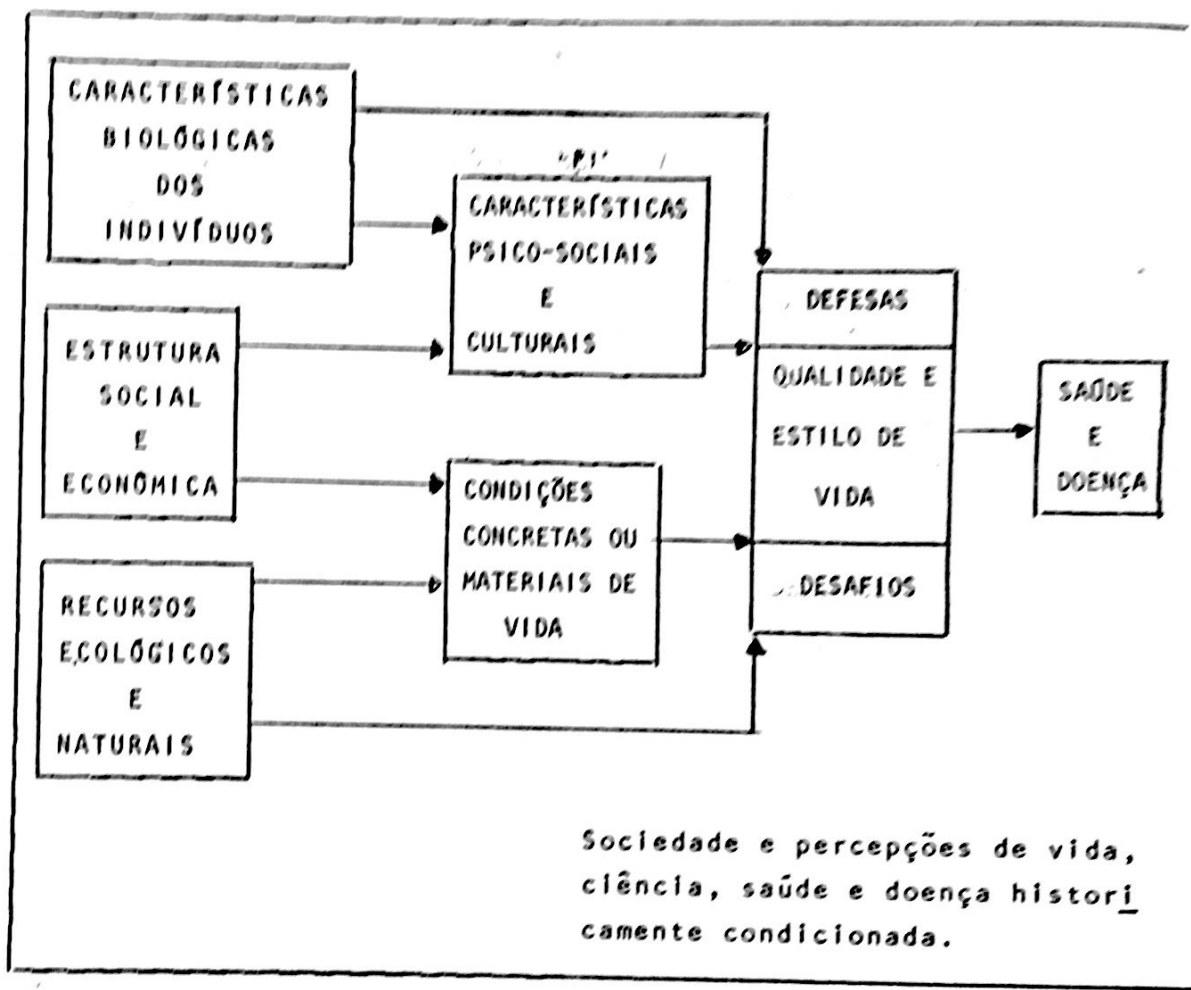 CARACTERÍSTICAS
BIOLÓGICAS
DOS
INDIVÍDUOS
CARACTERÍSTICAS
PSICO-SOCIAIS
E
CULTURAIS
ESTRUTURA
SOCIAL
E
ECONÔMICA
CONDIÇÕES
CONCRETAS OU
MATERIAIS DE
VIDA
RECURSOS
ECOLÓGICOS
E
NATURAIS
DEFESAS
QUALIDADE E
ESTILO DE
VIDA
DESAFIOS
SAÚDE
E
DOENÇA
Sociedade e percepções de vida,
ciência, saúde e doença histori
camente condicionada.